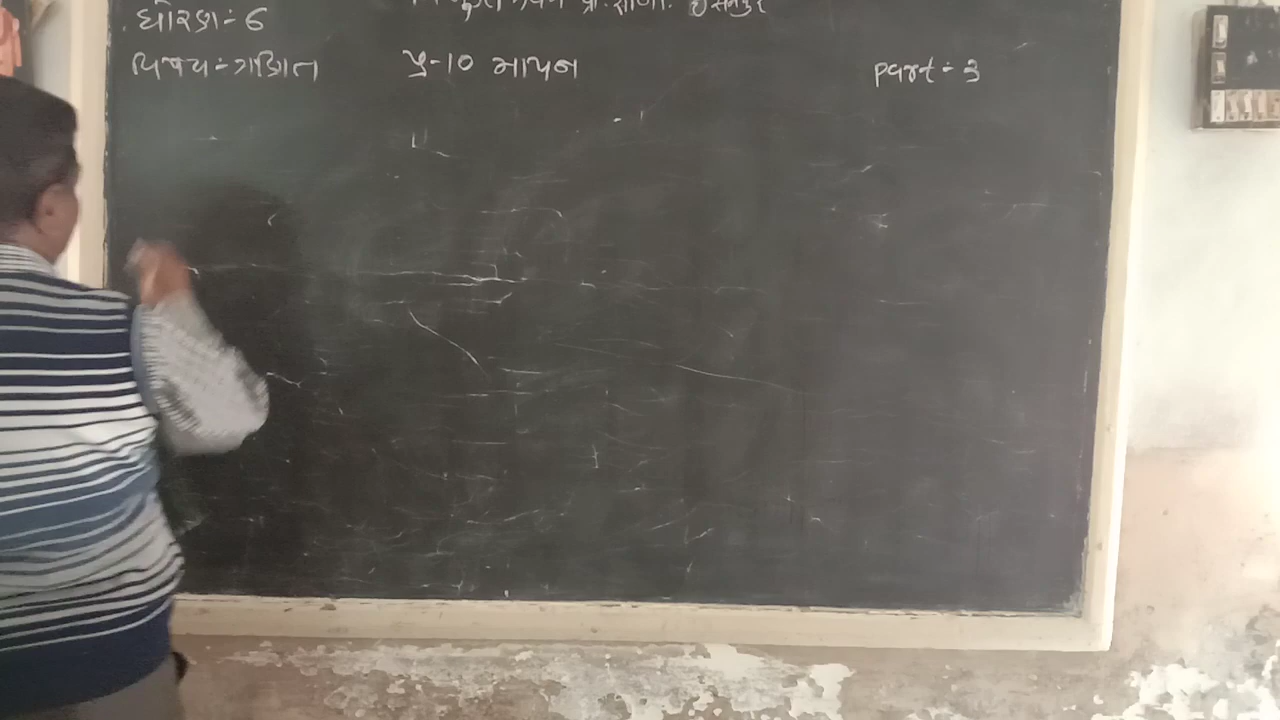 પ્રા. શાળા.
ધોરણ:- 6
વિષય:- ગણિત પ્ર-10 માપન part:- 3